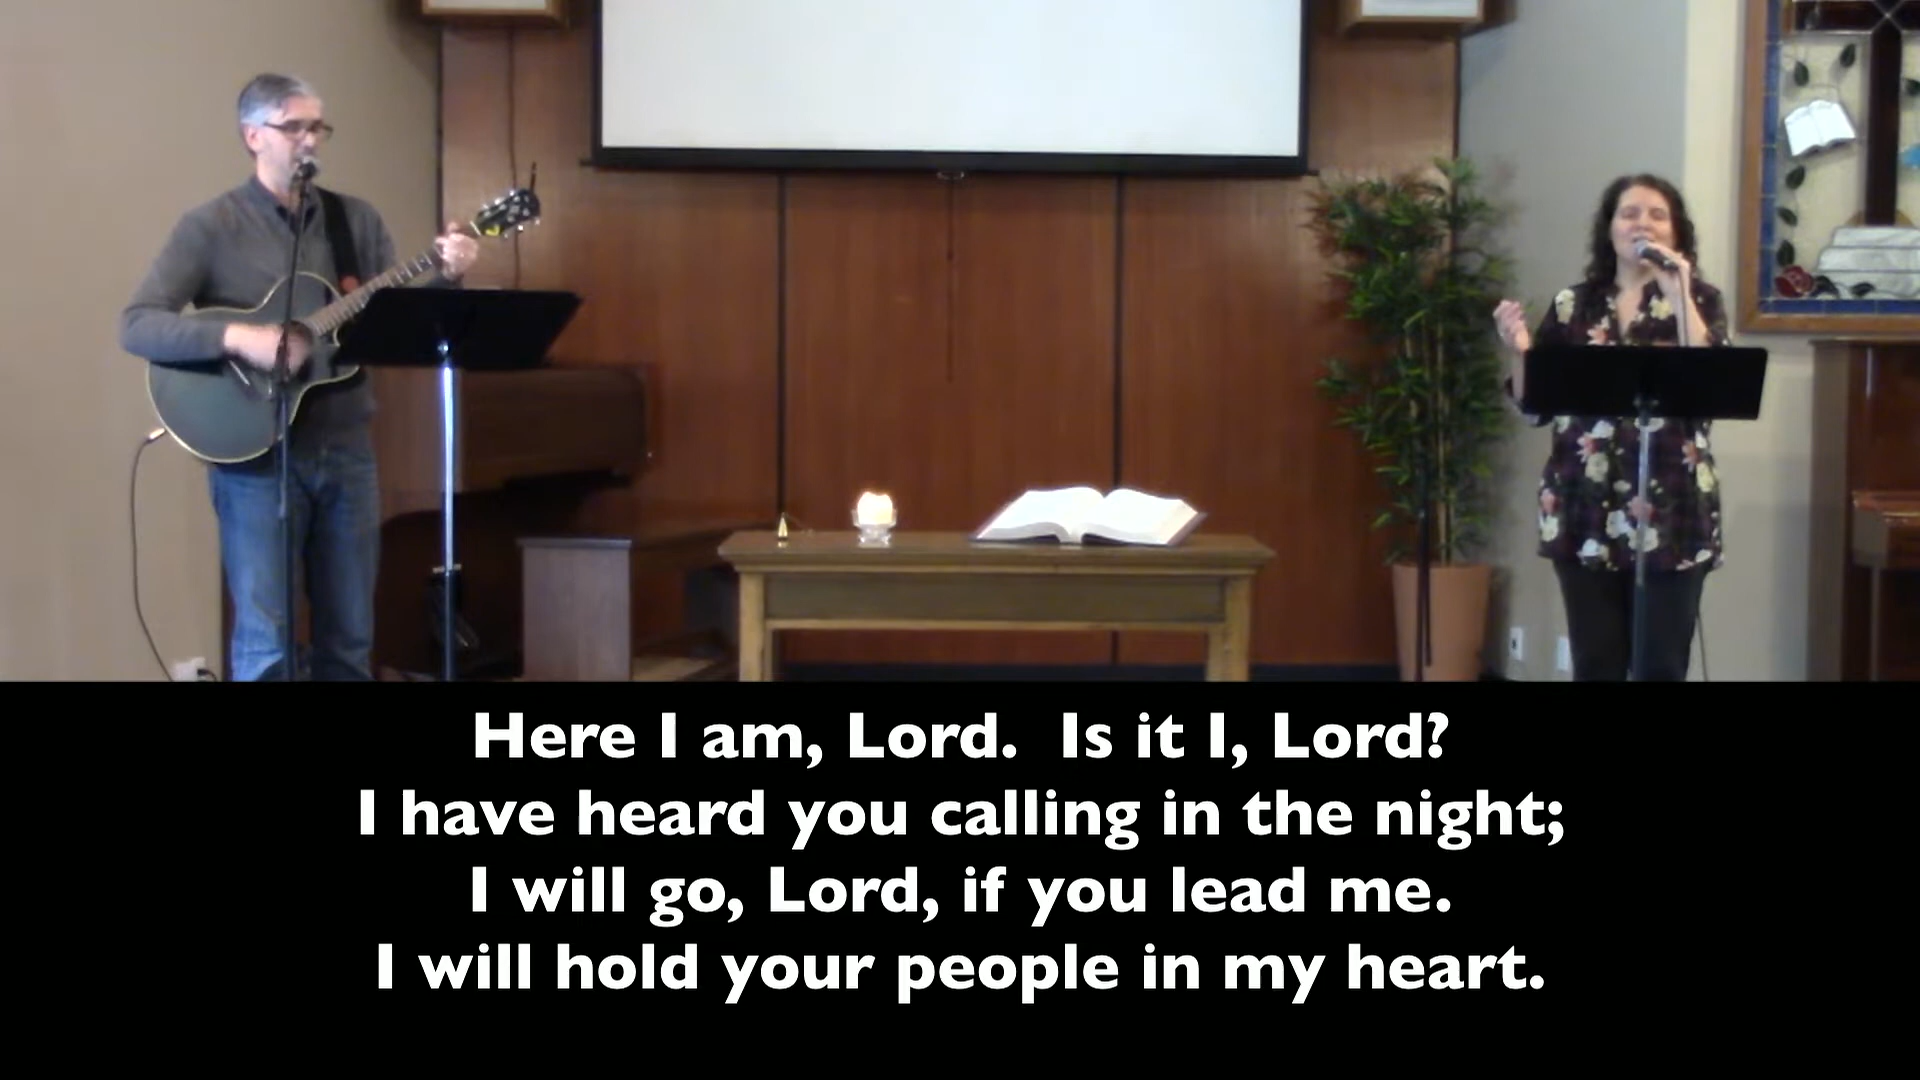 Here I am, Lord.  Is it I, Lord?
I have heard you calling in the night;
I will go, Lord, if you lead me.
I will hold your people in my heart.